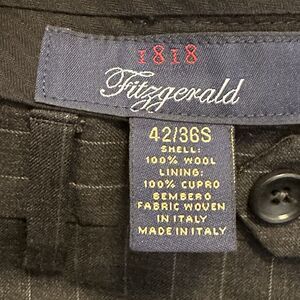 1818
Fitzgerald
42/36S
SHELL:
100% WOOL
LINING:
100% CUPRO
BEMBERG
FABRIC WOVEN
IN ITALY
MADE IN ITALY